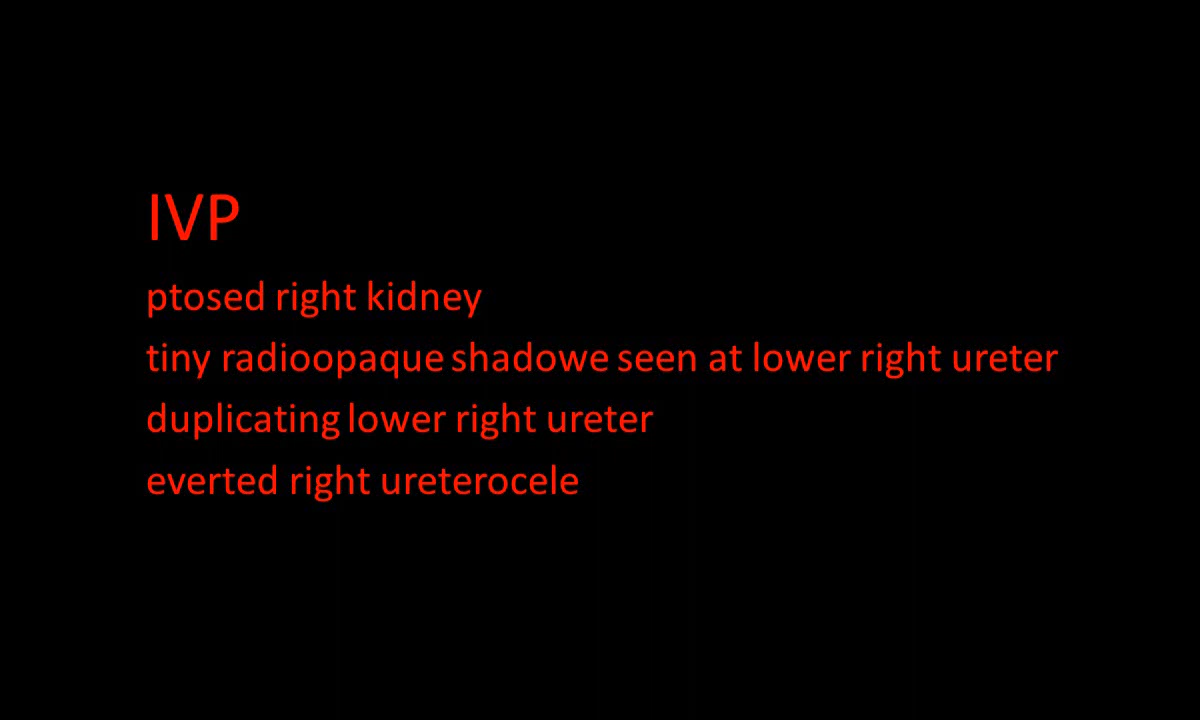 IVP
ptosed right kidney
tiny radioopaque shadowe seen at lower right ureter
duplicating lower right ureter
everted right ureterocele